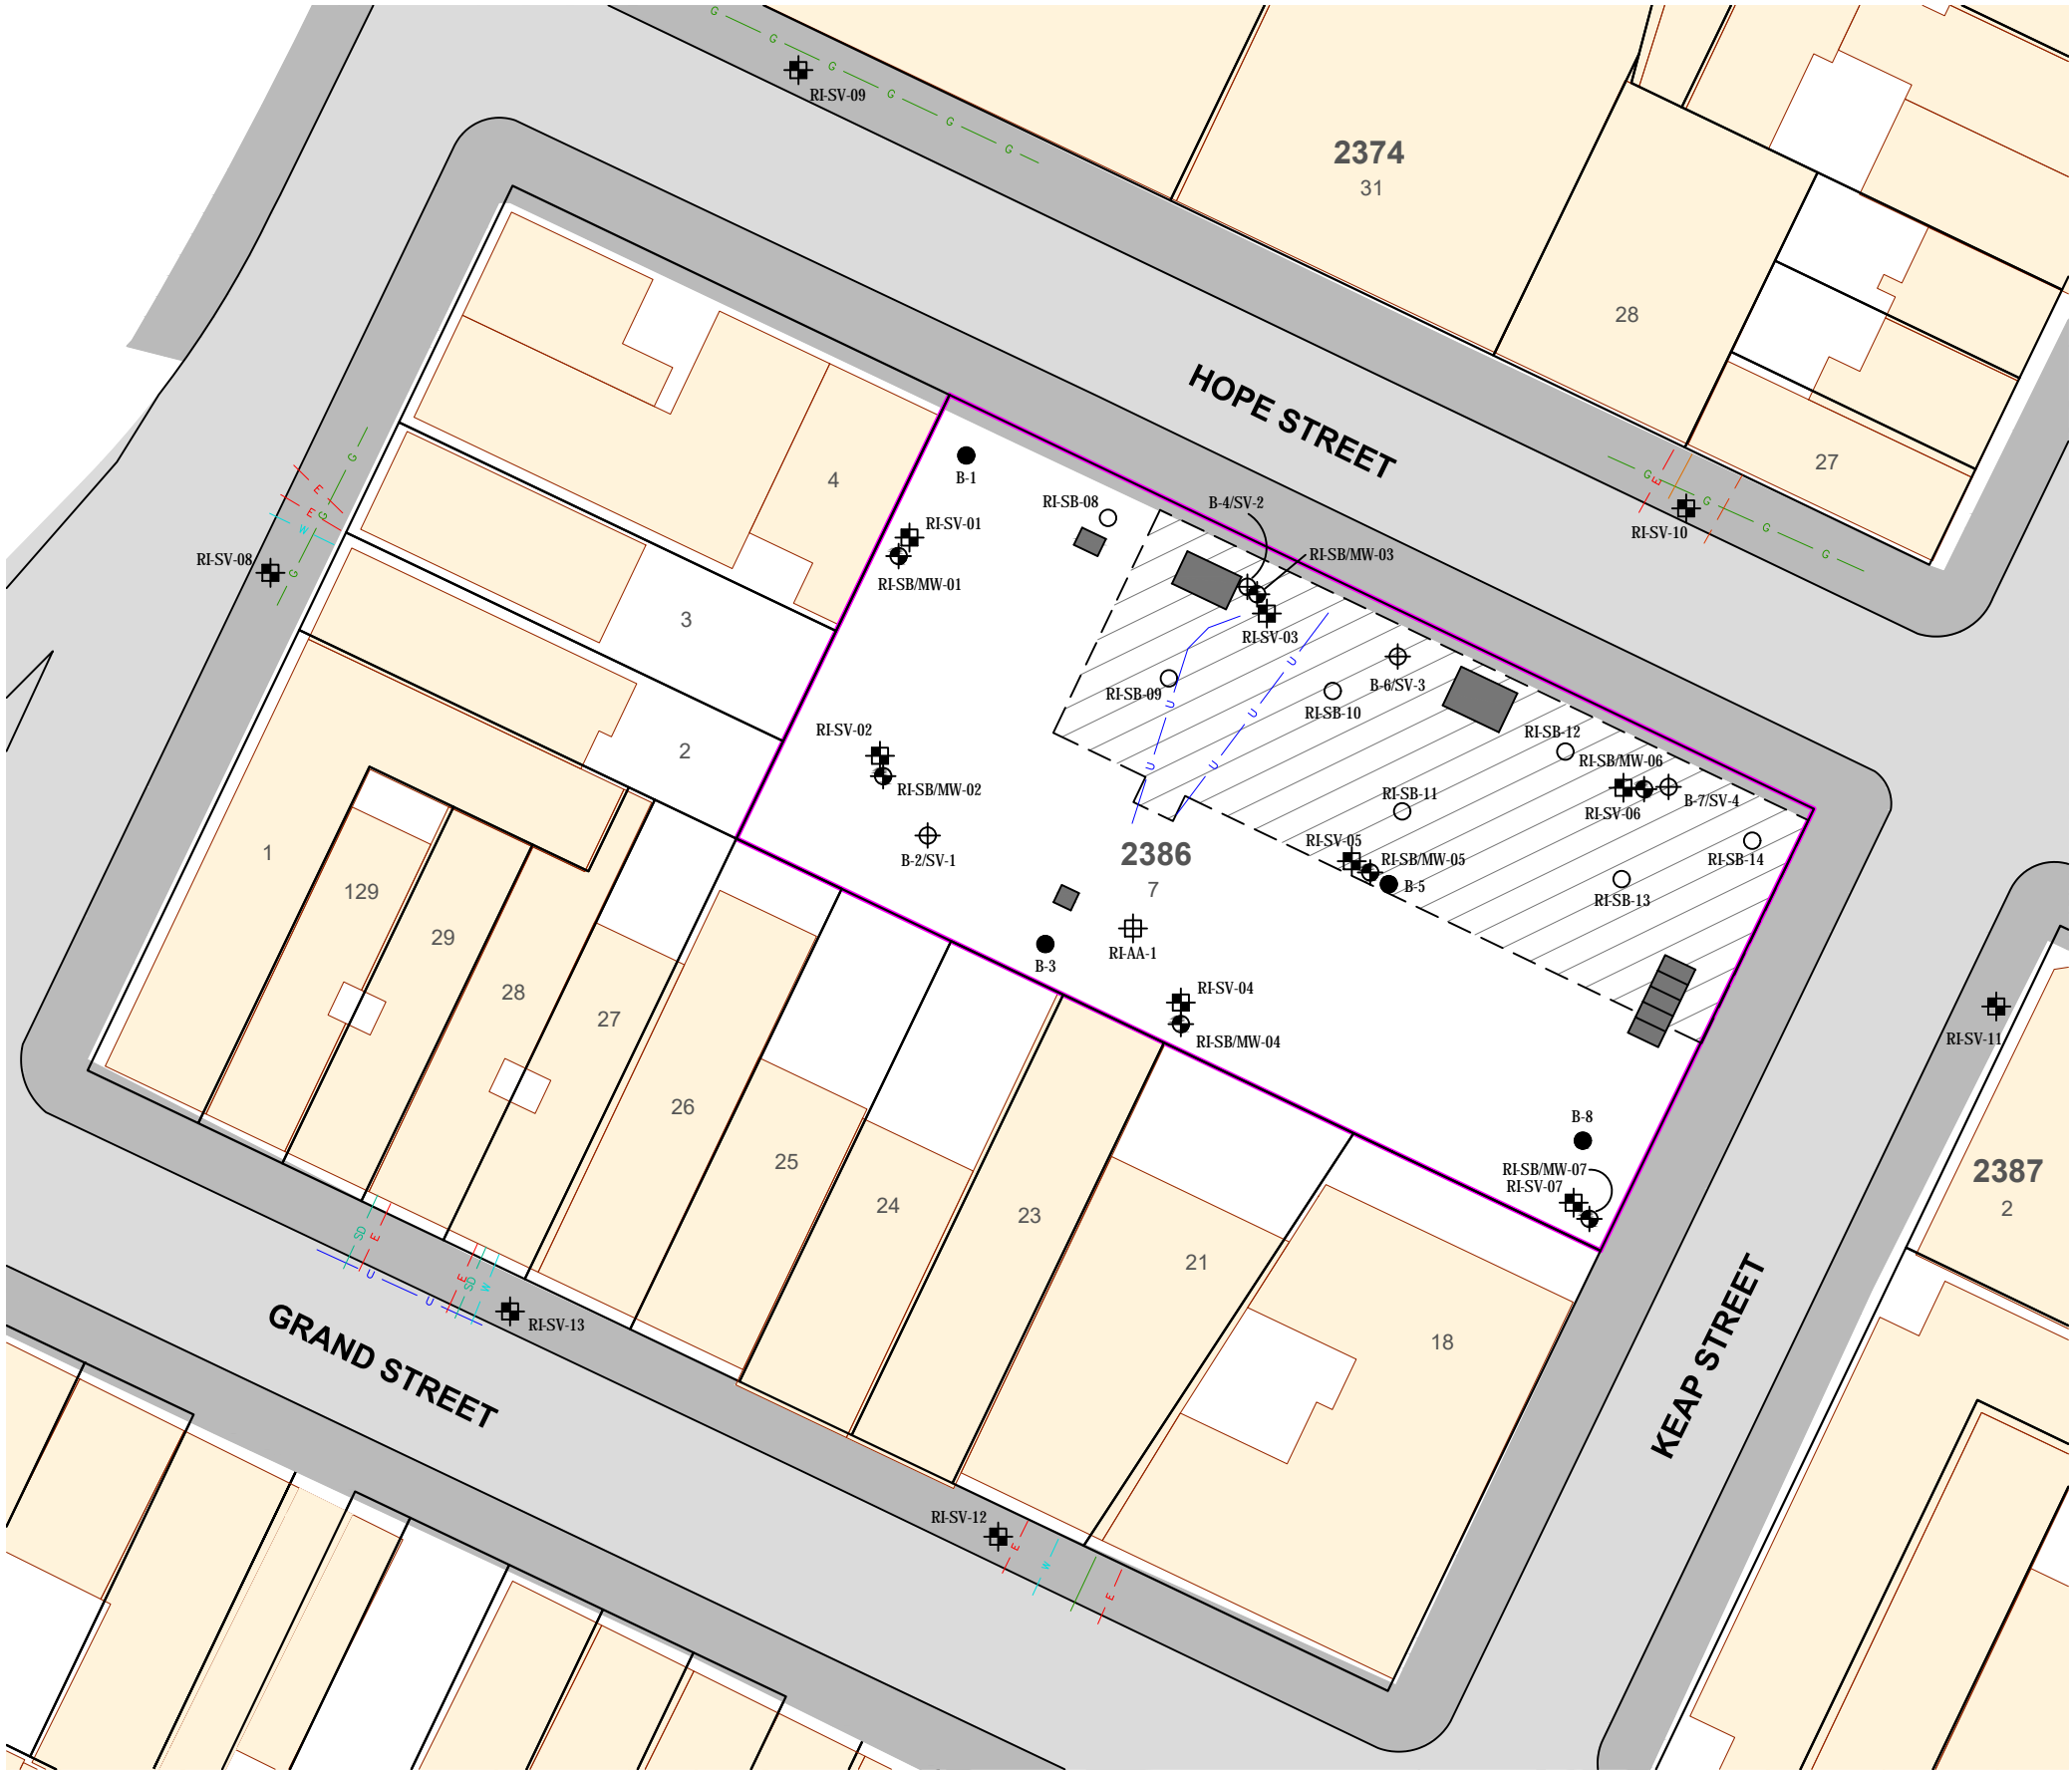 G
G
G
G
G
G
RI-SV-09
2374
31
28
27
HOPE STREET
G
E
G
G
G
RI-SV-10
4
B-1
RI-SB-08
B-4/SV-2
RI-SV-01
RI-SB/MW-03
RI-SB/MW-01
G
E
E
G
W
G
RI-SV-08
3
RI-SV-03
RI-SB-09
U
U
U
U
U
B-6/SV-3
RI-SB-10
RI-SV-02
2
RI-SB-12
RI-SB/MW-06
RI-SB/MW-02
B-7/SV-4
RI-SV-06
RI-SB-11
B-2/SV-1
RI-SV-05
RI-SB/MW-05
RI-SB-14
1
2386
7
B-5
RI-SB-13
129
29
RI-AA-1
B-3
28
27
RI-SV-04
RI-SB/MW-04
RI-SV-11
26
B-8
25
RI-SB/MW-07
RI-SV-07
2387
2
24
23
21
SD
E
U
E
SD
W
U
RI-SV-13
18
GRAND STREET
KEAP STREET
RI-SV-12
E
W
E